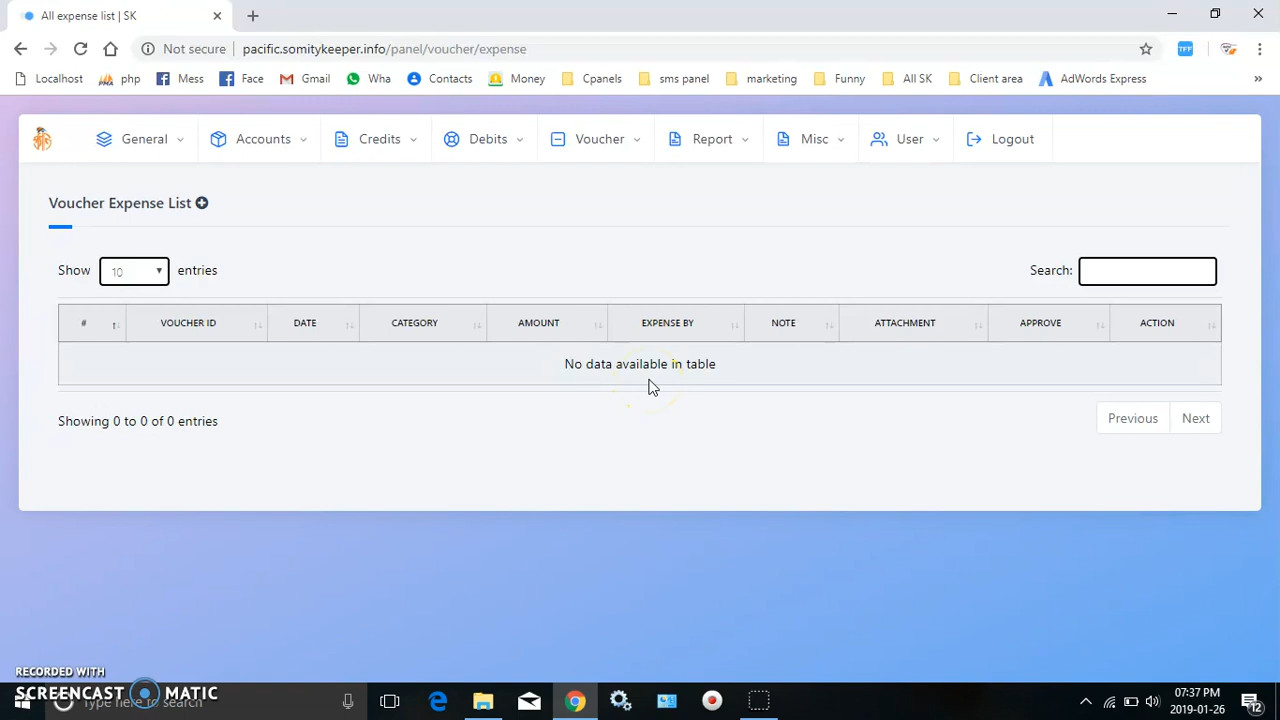 All expense list | SK
Not secure | pacific.somitykeeper.info/panel/voucher/expense
TFF
Localhost php Mess Face Gmail Wha Contacts Money Cpanels sms panel marketing Funny All SK Client area AdWords Express »
General Accounts Credits Debits Voucher Report Misc User Logout
Voucher Expense List
Show 10 entries Search:
# VOUCHER ID DATE CATEGORY AMOUNT EXPENSE BY NOTE ATTACHMENT APPROVE ACTION
No data available in table
Showing 0 to 0 of 0 entries Previous Next
RECORDED WITH
SCREENCAST MATIC
Type here to search
07:37 PM
2019-01-26
12